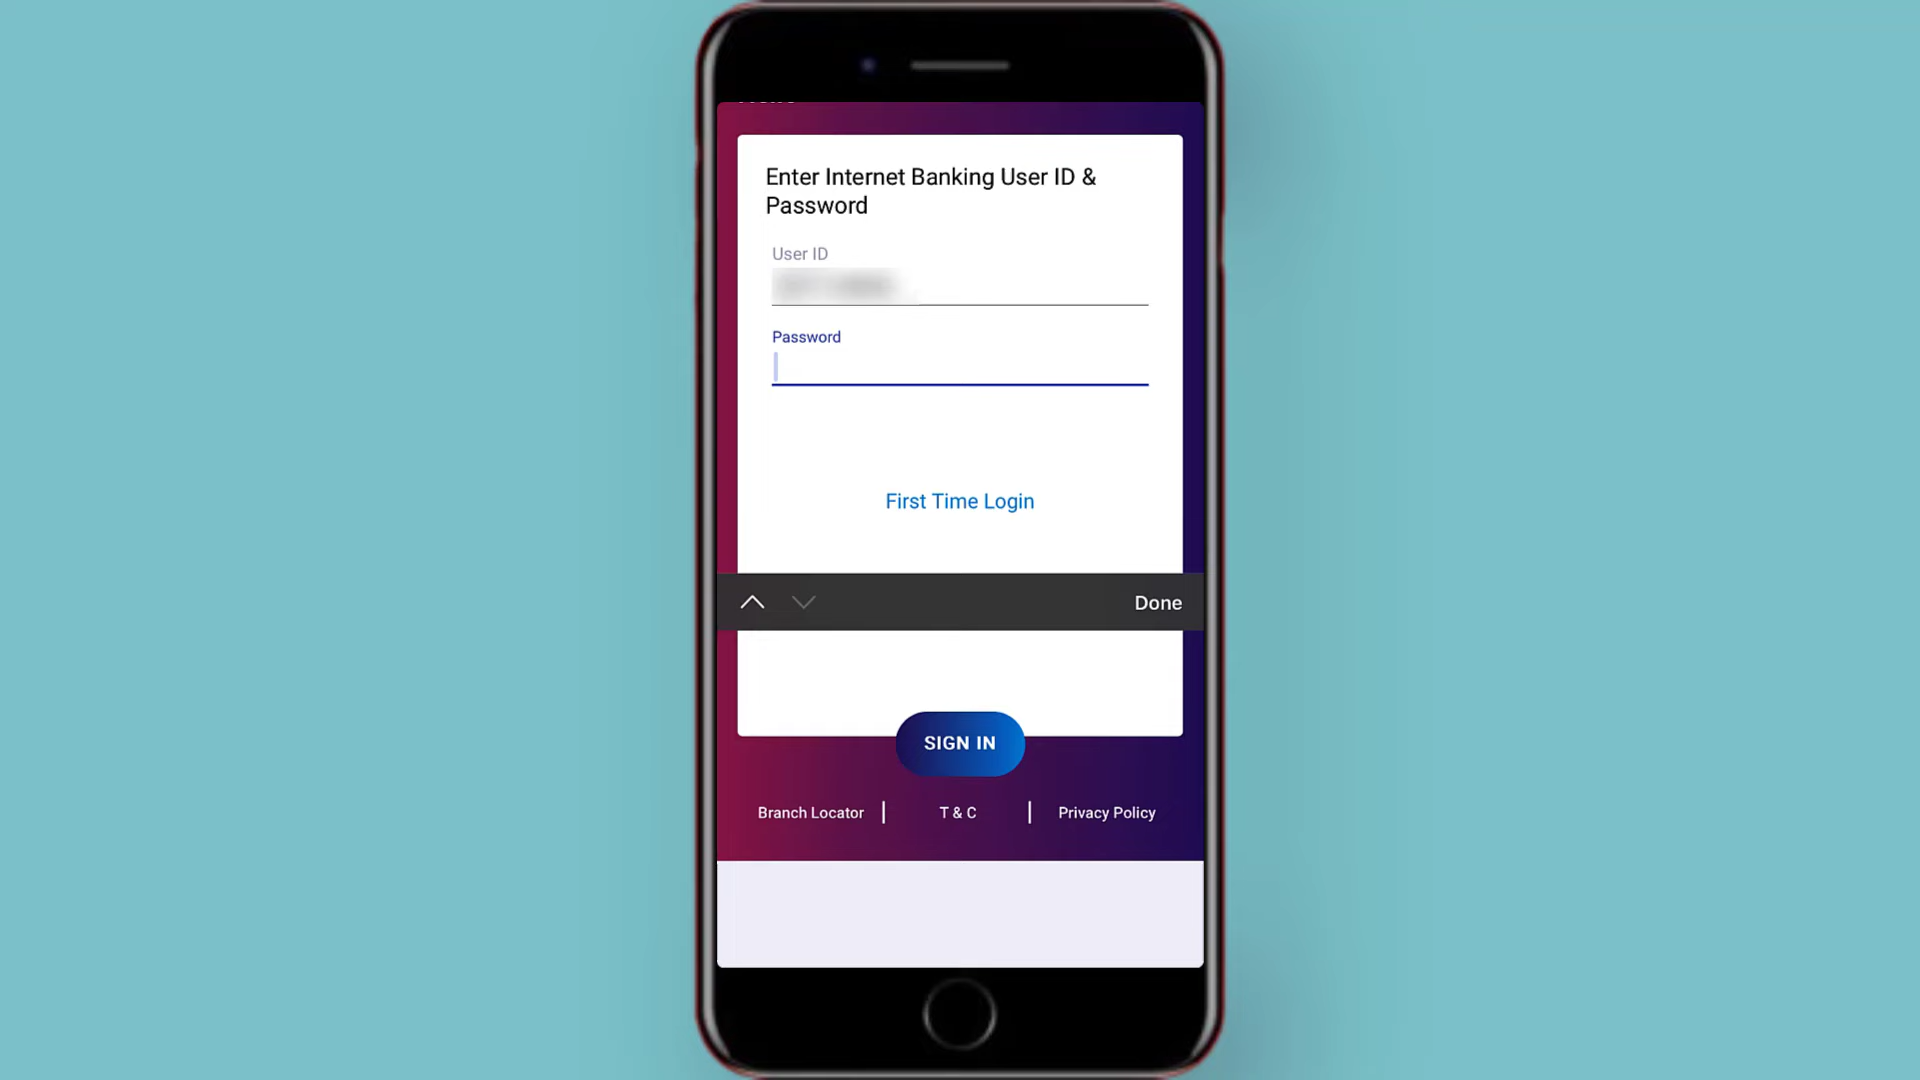 Enter Internet Banking User ID &
Password
User ID
Password
First Time Login
Done
SIGN IN
Branch Locator | T & C | Privacy Policy